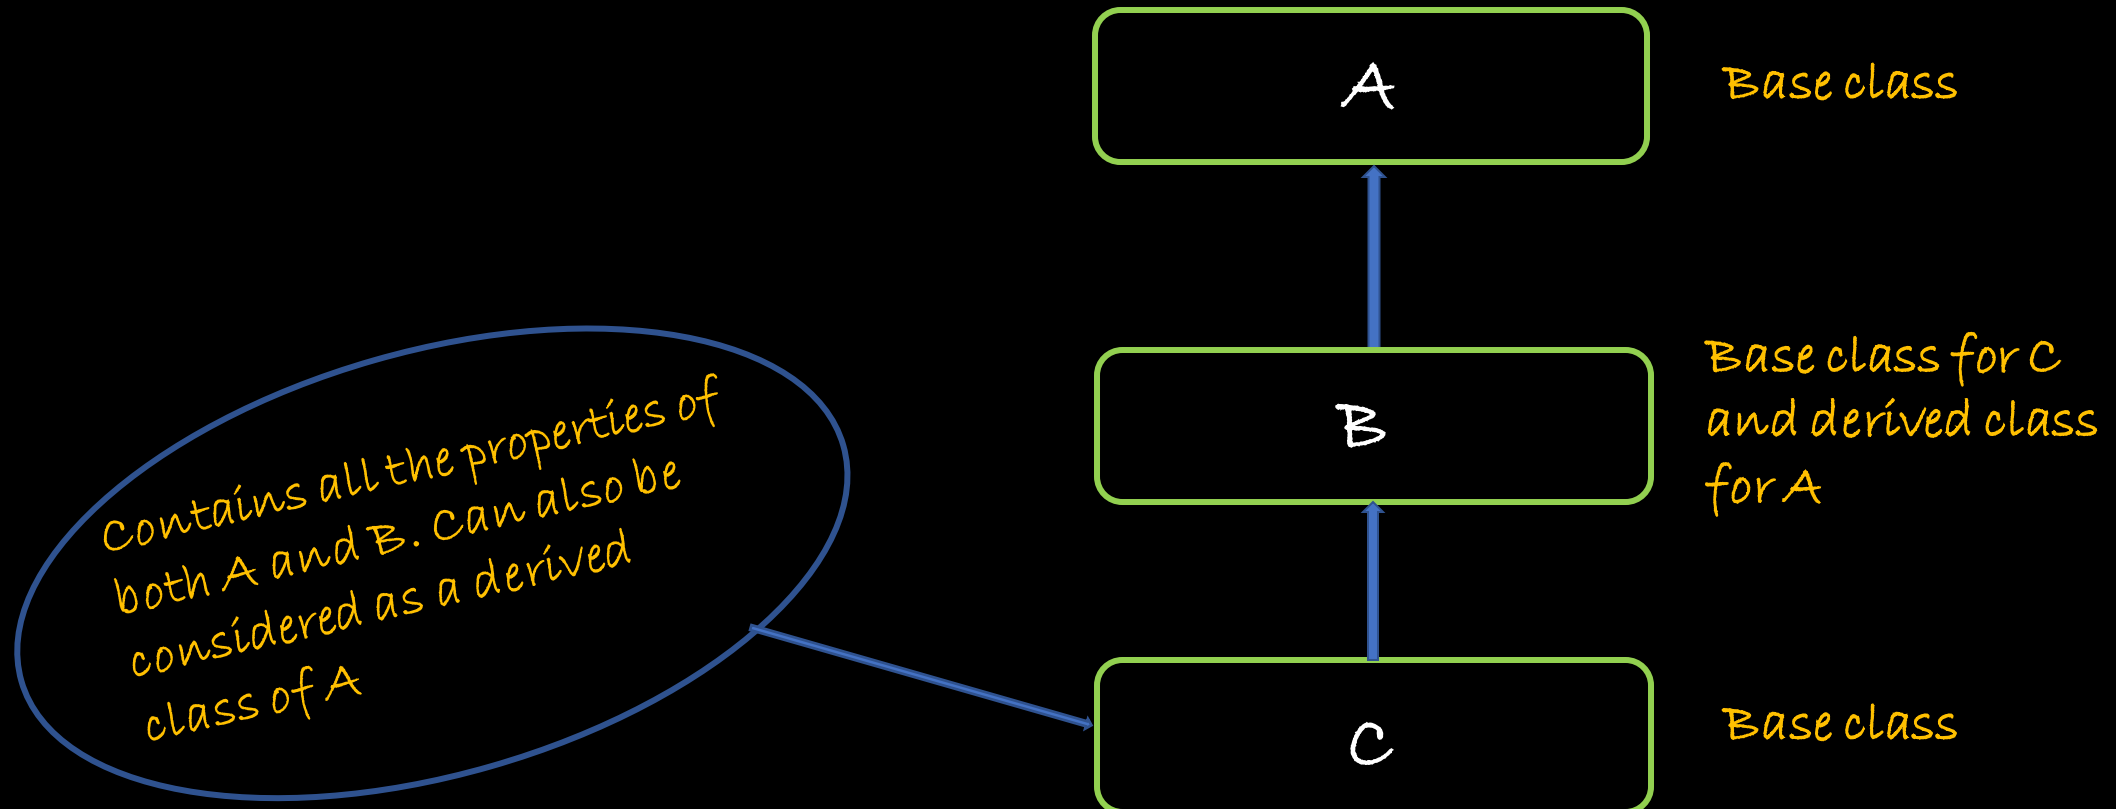 A
Base class
B
Base class for C
and derived class
for A
Contains all the properties of
both A and B. Can also be
considered as a derived
class of A
C
Base class